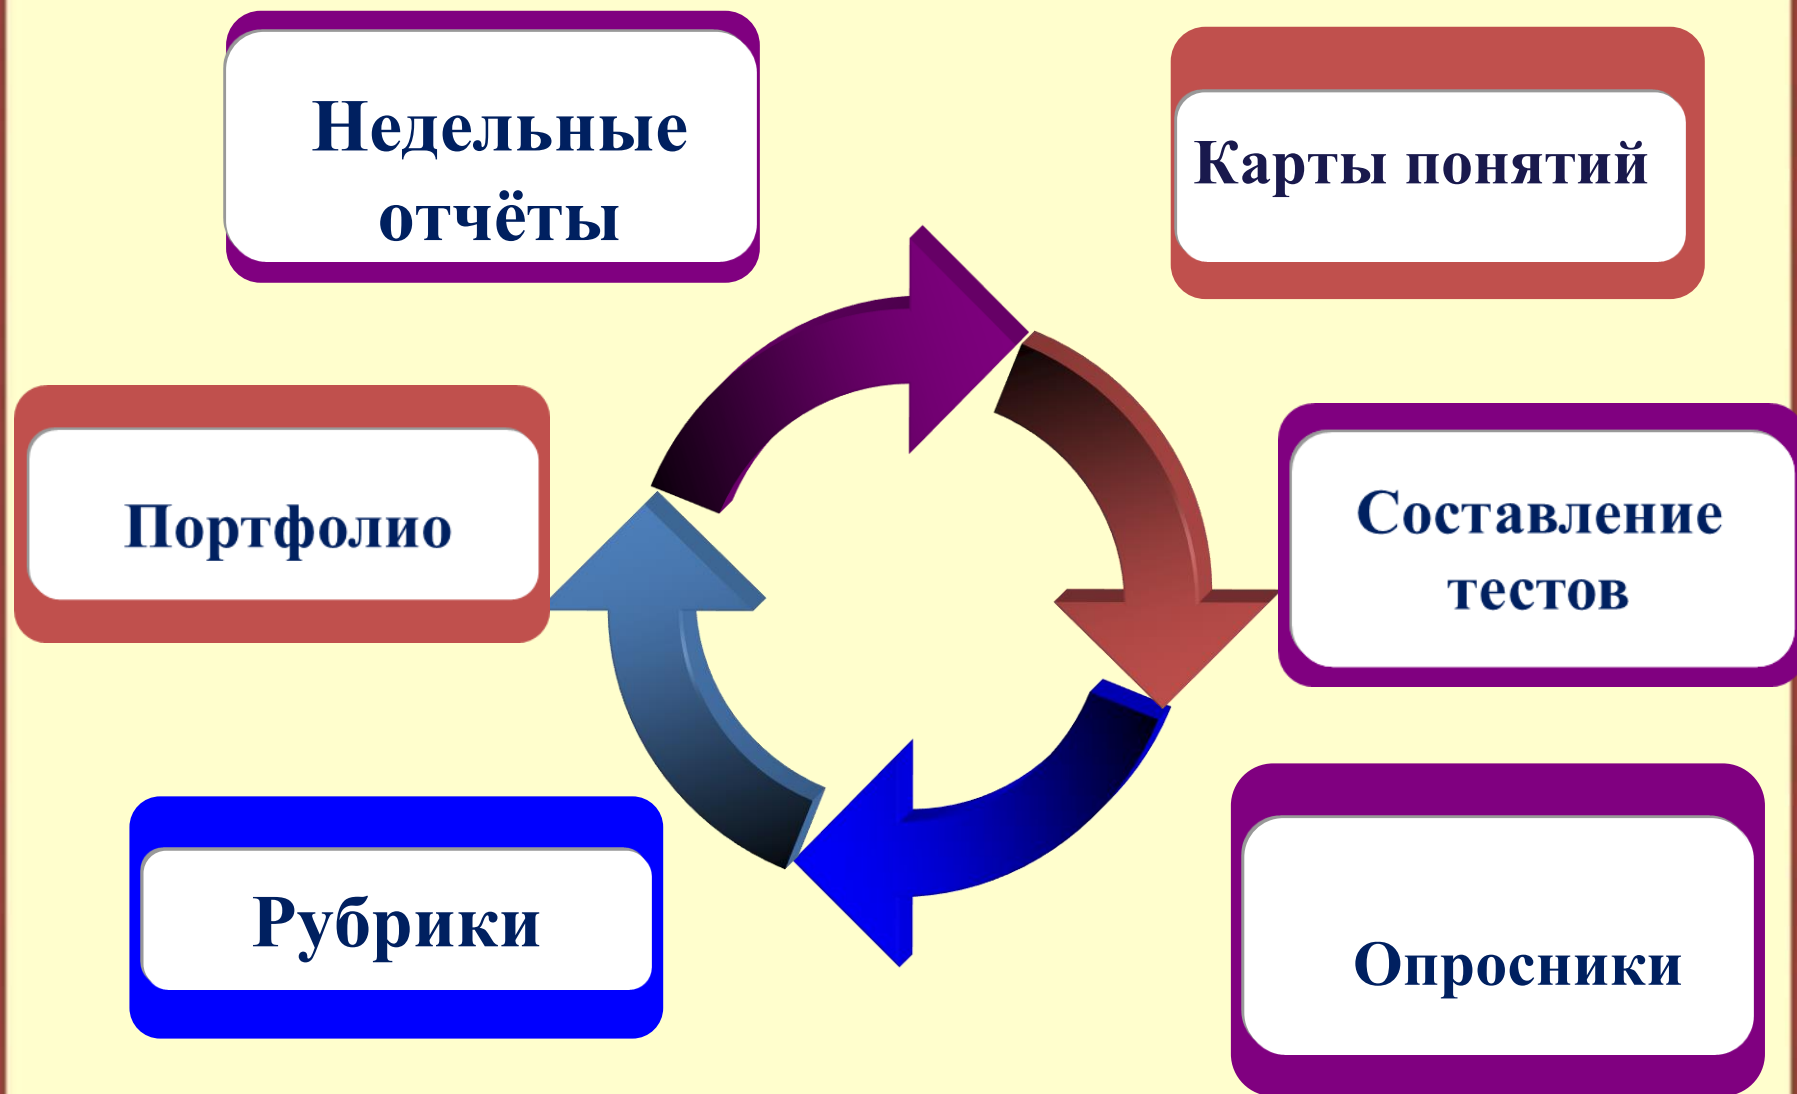 Недельные
отчёты
Карты понятий
Портфолио
Составление
тестов
Рубрики
Опросники